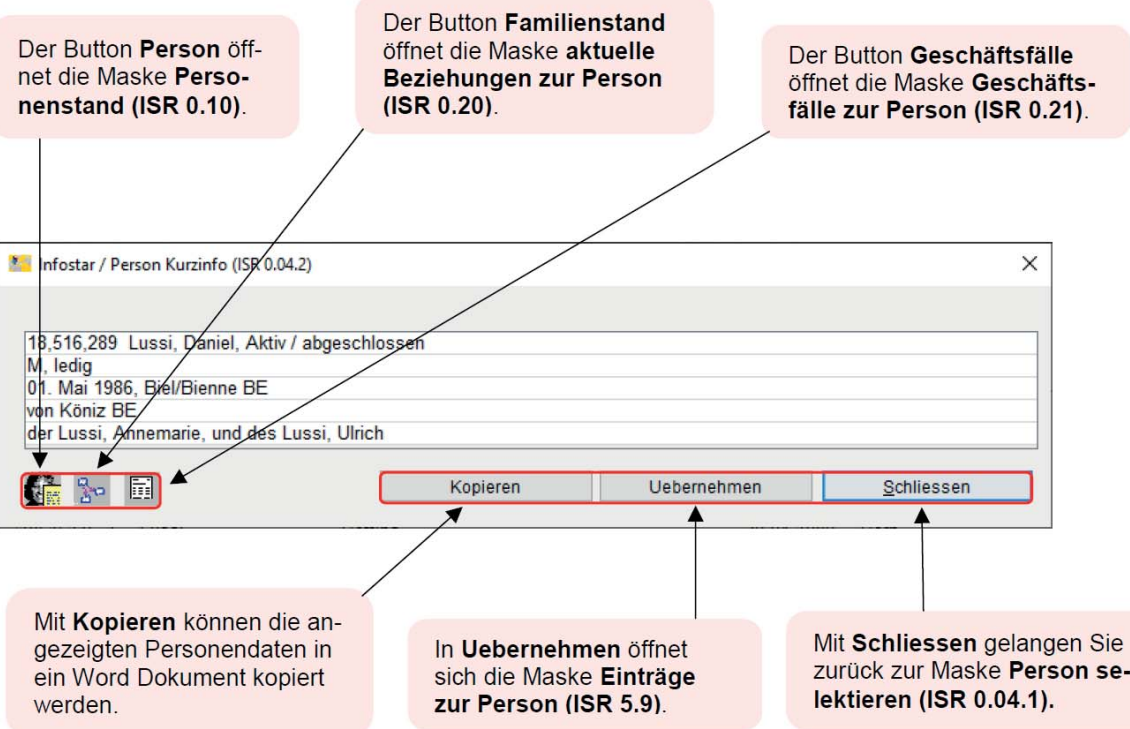 Der Button Person öff-
net die Maske Perso-
nenstand (ISR 0.10).
Der Button Familienstand
öffnet die Maske aktuelle
Beziehungen zur Person
(ISR 0.20).
Der Button Geschäftsfälle
öffnet die Maske Geschäfts-
fälle zur Person (ISR 0.21).
Infostar / Person Kurzinfo (ISR 0.04.2)
18,516,289 Lussi, Daniel, Aktiv / abgeschlossen
M, ledig
01. Mai 1986, Biel/Bienne BE
von Köniz BE
der Lussi, Annemarie, und des Lussi, Ulrich
Kopieren Uebernehmen Schliessen
Mit Kopieren können die an-
gezeigten Personendaten in
ein Word Dokument kopiert
werden.
In Uebernehmen öffnet
sich die Maske Einträge
zur Person (ISR 5.9).
Mit Schliessen gelangen Sie
zurück zur Maske Person se-
lektieren (ISR 0.04.1).